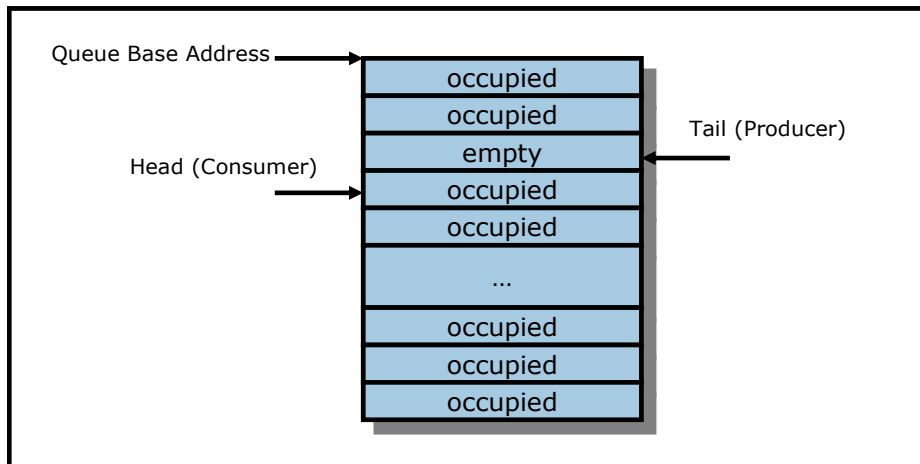 Queue Base Address
occupied
occupied
Tail (Producer)
empty
Head (Consumer)
occupied
occupied
...
occupied
occupied
occupied